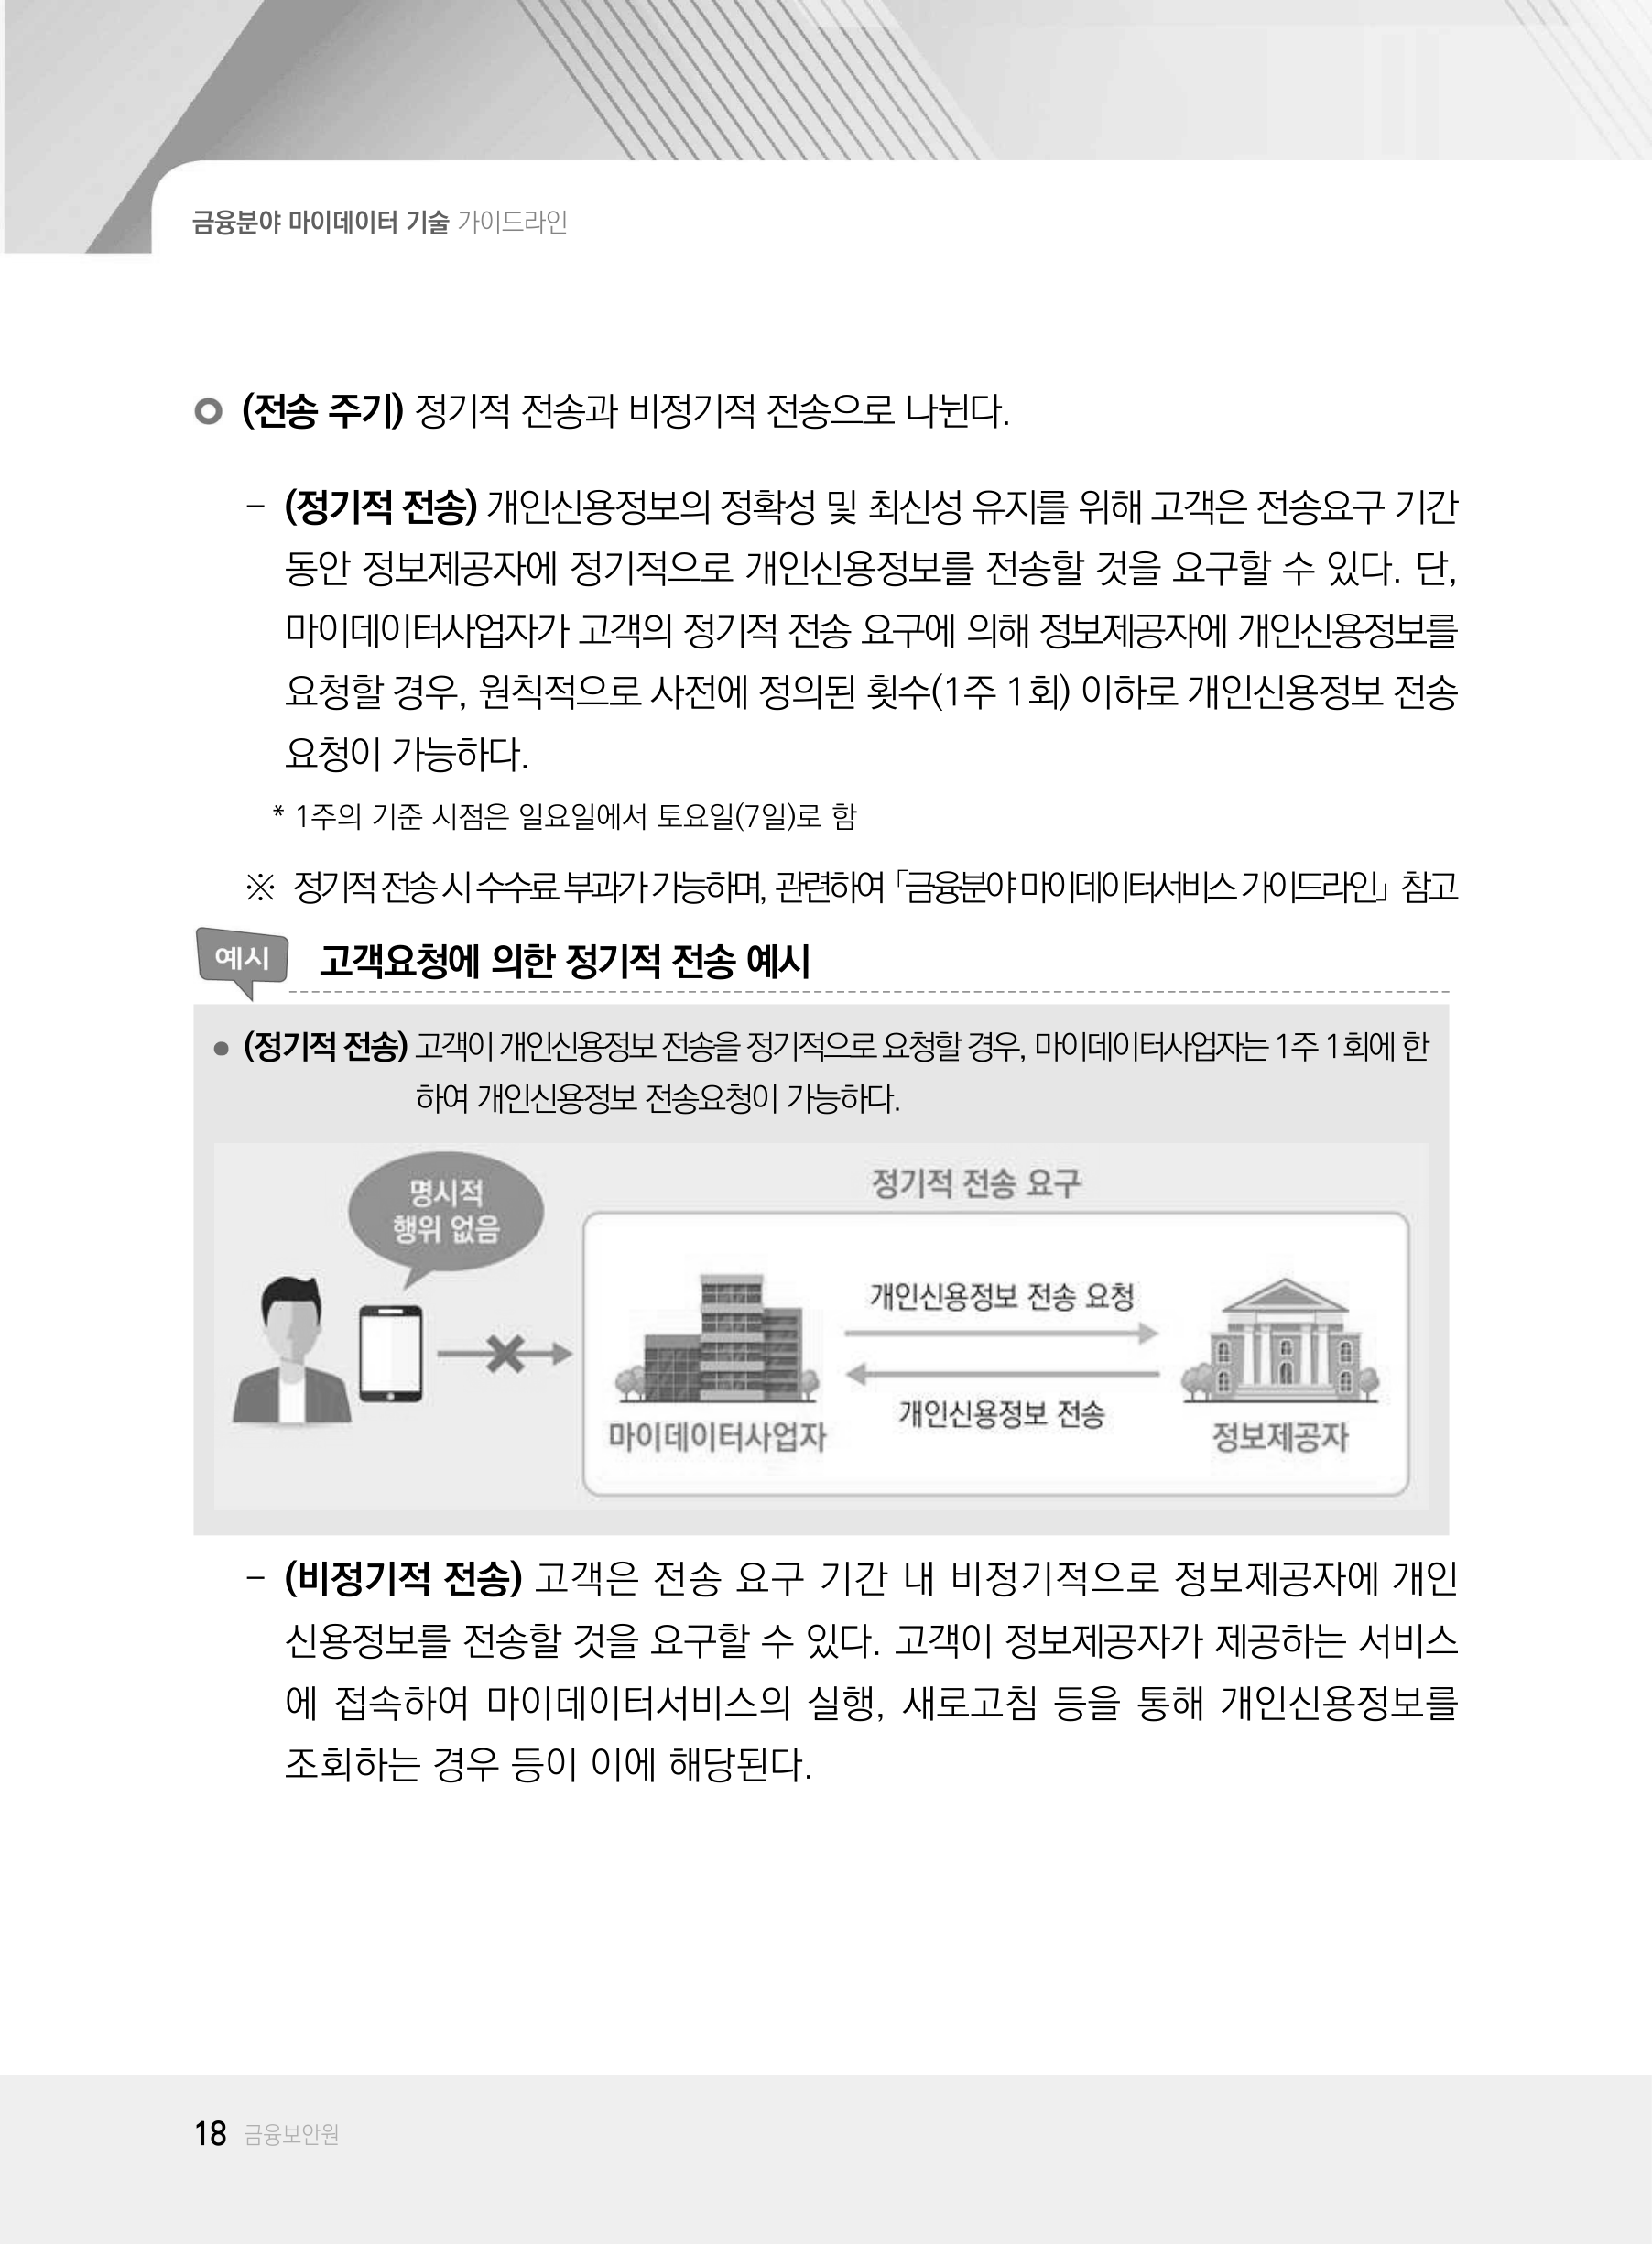 금융분야 마이데이터 기술 가이드라인
(전송 주기) 정기적 전송과 비정기적 전송으로 나뉜다.
– (정기적 전송) 개인신용정보의 정확성 및 최신성 유지를 위해 고객은 전송요구 기간
동안 정보제공자에 정기적으로 개인신용정보를 전송할 것을 요구할 수 있다. 단,
마이데이터사업자가 고객의 정기적 전송 요구에 의해 정보제공자에 개인신용정보를
요청할 경우, 원칙적으로 사전에 정의된 횟수(1주 1회) 이하로 개인신용정보 전송
요청이 가능하다.
* 1주의 기준 시점은 일요일에서 토요일(7일)로 함
※ 정기적 전송 시 수수료 부과가 가능하며, 관련하여 「금융분야 마이데이터서비스 가이드라인」 참고
예시 고객요청에 의한 정기적 전송 예시
● (정기적 전송) 고객이 개인신용정보 전송을 정기적으로 요청할 경우, 마이데이터사업자는 1주 1회에 한
하여 개인신용정보 전송요청이 가능하다.
명시적
행위 없음
정기적 전송 요구
개인신용정보 전송 요청
개인신용정보 전송
마이데이터사업자
정보제공자
– (비정기적 전송) 고객은 전송 요구 기간 내 비정기적으로 정보제공자에 개인
신용정보를 전송할 것을 요구할 수 있다. 고객이 정보제공자가 제공하는 서비스
에 접속하여 마이데이터서비스의 실행, 새로고침 등을 통해 개인신용정보를
조회하는 경우 등이 이에 해당된다.
18 금융보안원